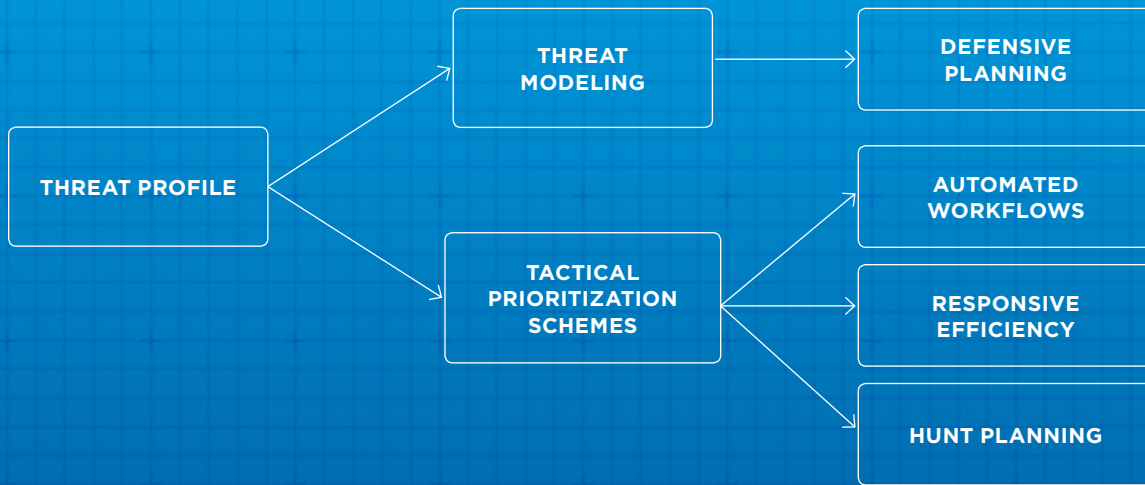 THREAT PROFILE
THREAT
MODELING
TACTICAL
PRIORITIZATION
SCHEMES
DEFENSIVE
PLANNING
AUTOMATED
WORKFLOWS
RESPONSIVE
EFFICIENCY
HUNT PLANNING